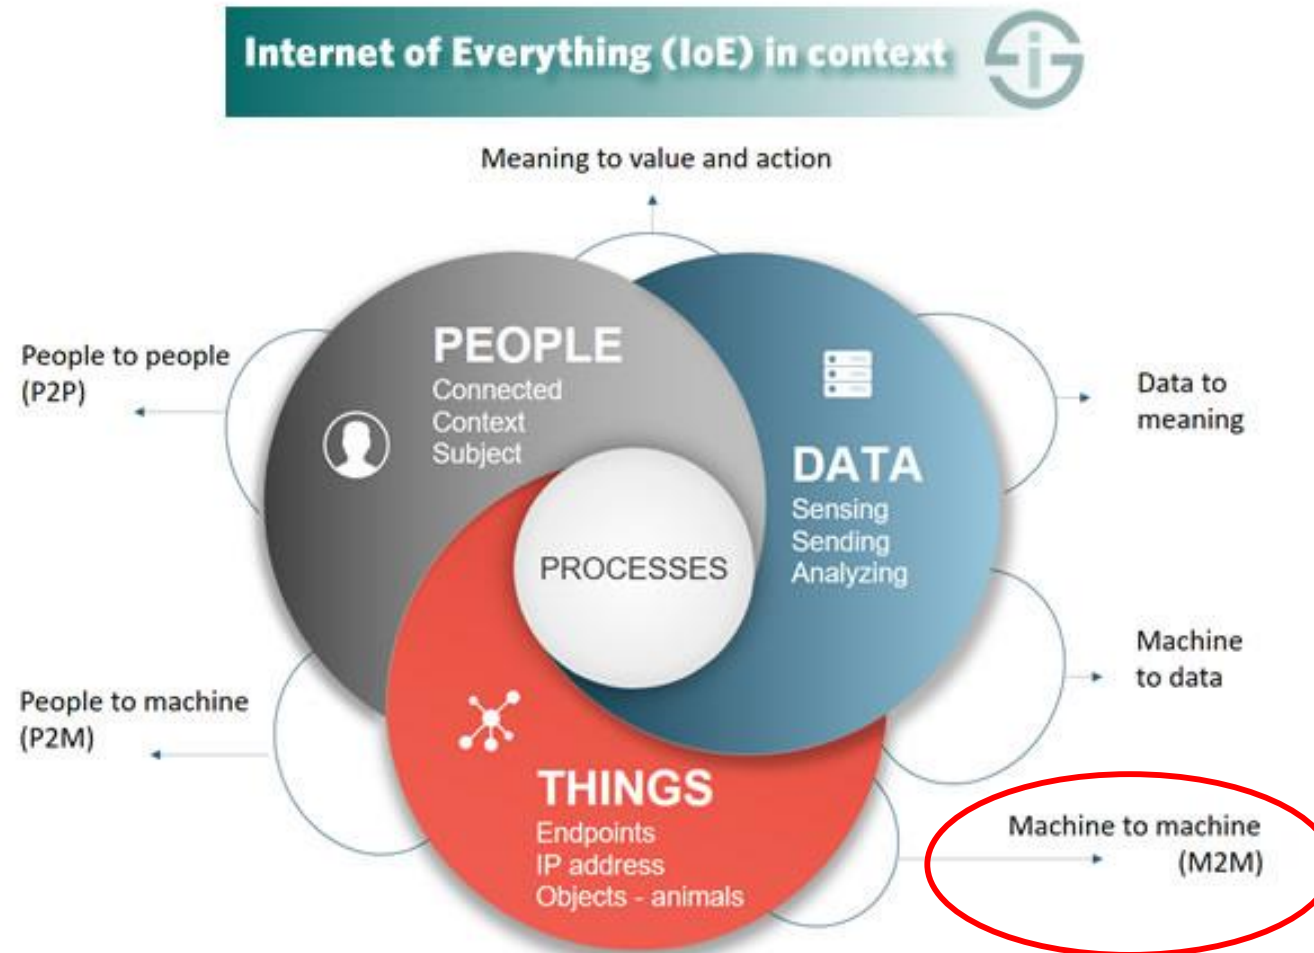 Internet of Everything (IoE) in context
Meaning to value and action
People to people
(P2P)
PEOPLE
Connected
Context
Subject
Data to
meaning
DATA
Sensing
Sending
Analyzing
PROCESSES
Machine
to data
People to machine
(P2M)
THINGS
Endpoints
IP address
Objects - animals
Machine to machine
(M2M)